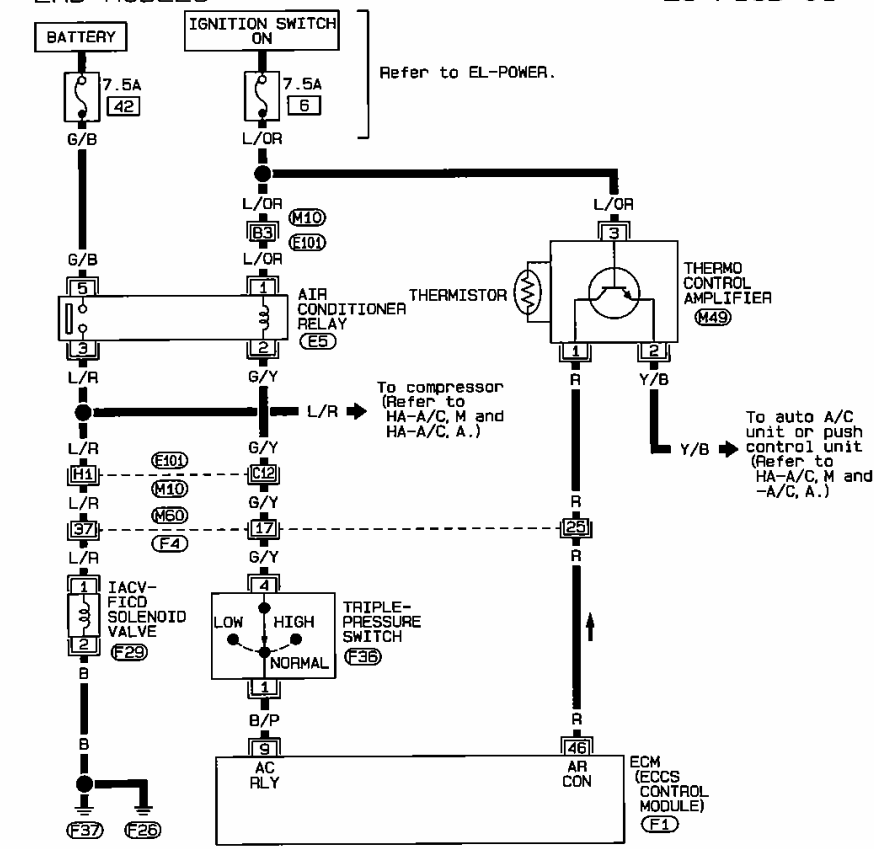 BATTERY
IGNITION SWITCH
ON
7.5A
42
7.5A
6
Refer to EL-POWER.
G/B
L/OR
L/OR
L/OR
B3
M10
E101
G/B
L/OR
3
5
1
AIR
CONDITIONER
RELAY
E5
THERMISTOR
THERMO
CONTROL
AMPLIFIER
M49
3
2
1
2
L/R
G/Y
R
Y/B
L/R
To compressor
(Refer to
HA-A/C, M and
HA-A/C, A.)
L/R
G/Y
Y/B
To auto A/C
unit or push
control unit
(Refer to
HA-A/C, M and
-A/C, A.)
H1
E101
M10
C12
L/R
G/Y
R
37
M60
F4
17
25
L/R
G/Y
R
1
IACV-
FICD
SOLENOID
VALVE
F29
2
4
LOW
HIGH
NORMAL
TRIPLE-
PRESSURE
SWITCH
F36
1
B
B/P
R
B
9
46
AC
RLY
AR
CON
ECM
(ECCS
CONTROL
MODULE)
F1
F37
F26